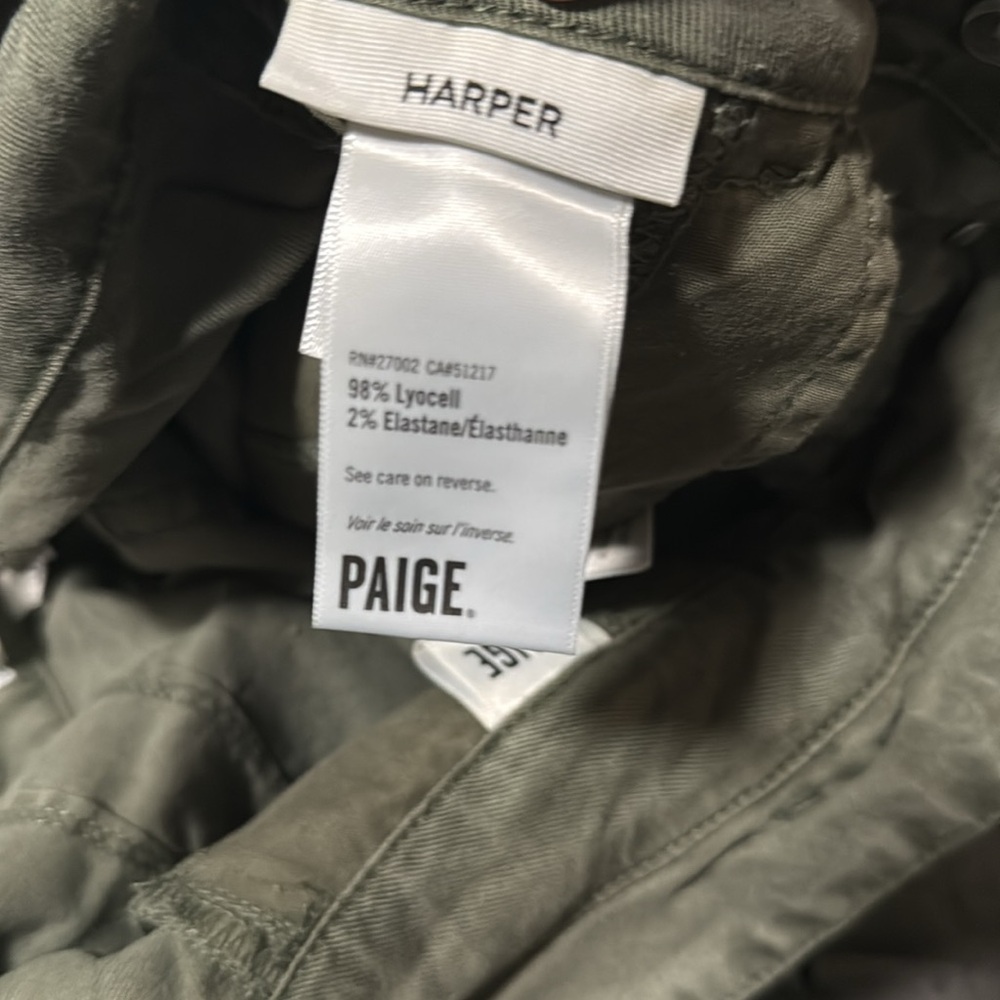 HARPER
RN#27002 CA#51217
98% Lyocell
2% Elastane/Élasthanne
See care on reverse.
Voir le soin sur l'inverse.
PAIGE®